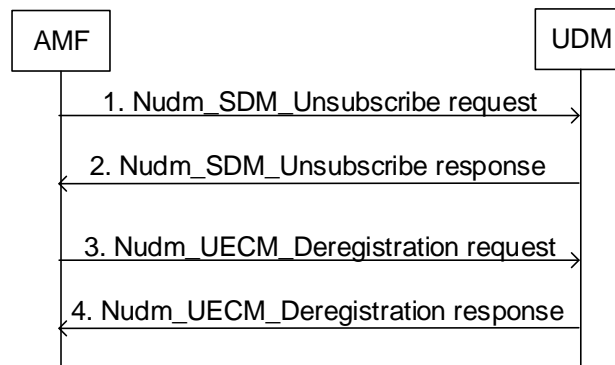 AMF
UDM
1. Nudm_SDM_Unsubscribe request
2. Nudm_SDM_Unsubscribe response
3. Nudm_UECM_Deregistration request
4. Nudm_UECM_Deregistration response